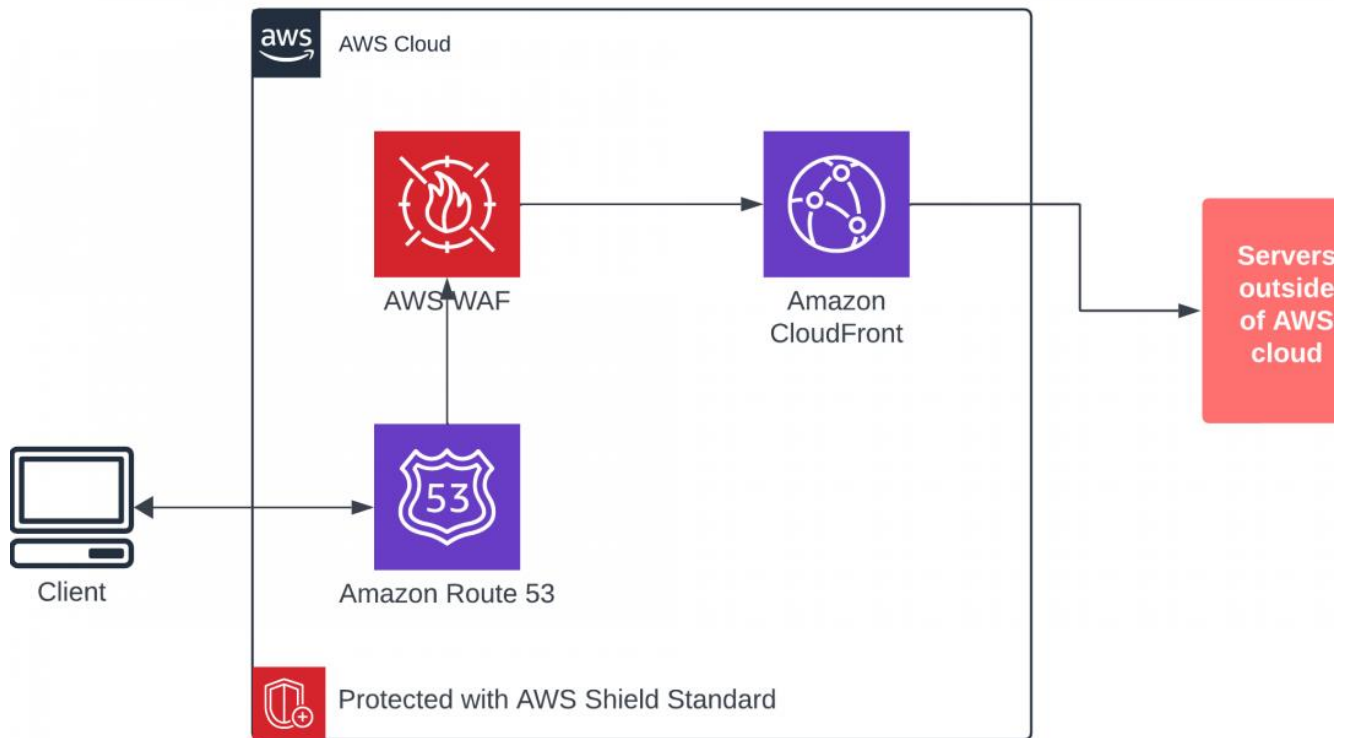 aws
AWS Cloud
AWS WAF
Amazon
CloudFront
Servers
outside
of AWS
cloud
53
Client
Amazon Route 53
Protected with AWS Shield Standard